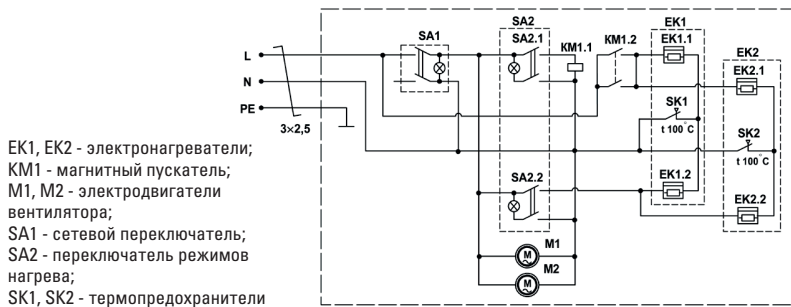 SA1
SA2
SA2.1
KM1.1
KM1.2
EK1
EK1.1
EK2
EK2.1
L
N
PE
3×2,5
SK1
t 100°C
SK2
t 100°C
SA2.2
EK1.2
EK2.2
M
M1
M
M2
EK1, EK2 - электронагреватели;
KM1 - магнитный пускатель;
M1, M2 - электродвигатели
вентилятора;
SA1 - сетевой переключатель;
SA2 - переключатель режимов
нагрева;
SK1, SK2 - термопредохранители